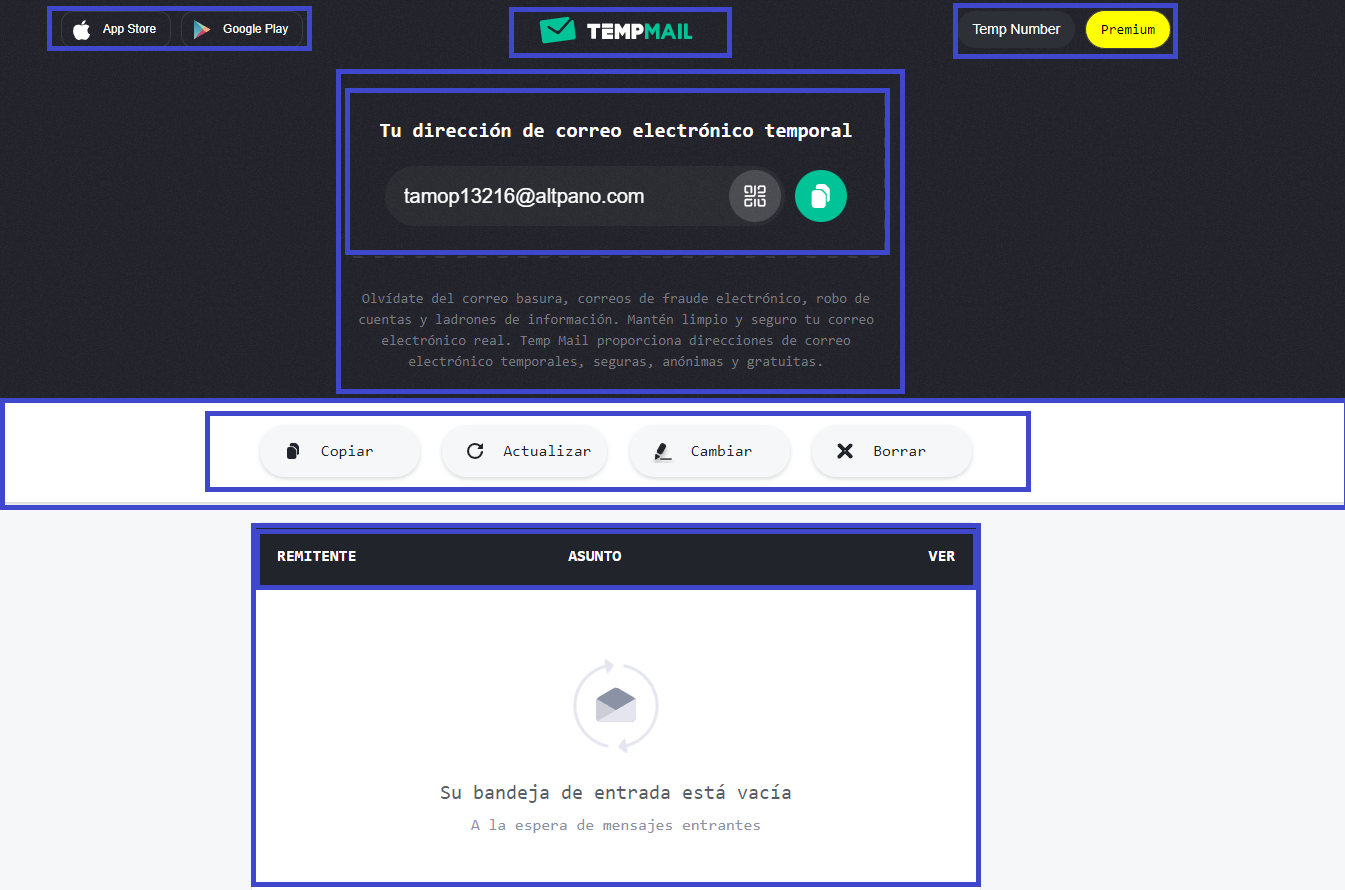 App Store
Google Play
TEMPMAIL
Temp Number
Premium
Tu dirección de correo electrónico temporal
tamop13216@altpano.com
Olvídate del correo basura, correos de fraude electrónico, robo de
cuentas y ladrones de información. Mantén limpio y seguro tu correo
electrónico real. Temp Mail proporciona direcciones de correo
electrónico temporales, seguras, anónimas y gratuitas.
Copiar
Actualizar
Cambiar
Borrar
REMITENTE
ASUNTO
VER
Su bandeja de entrada está vacía
A la espera de mensajes entrantes